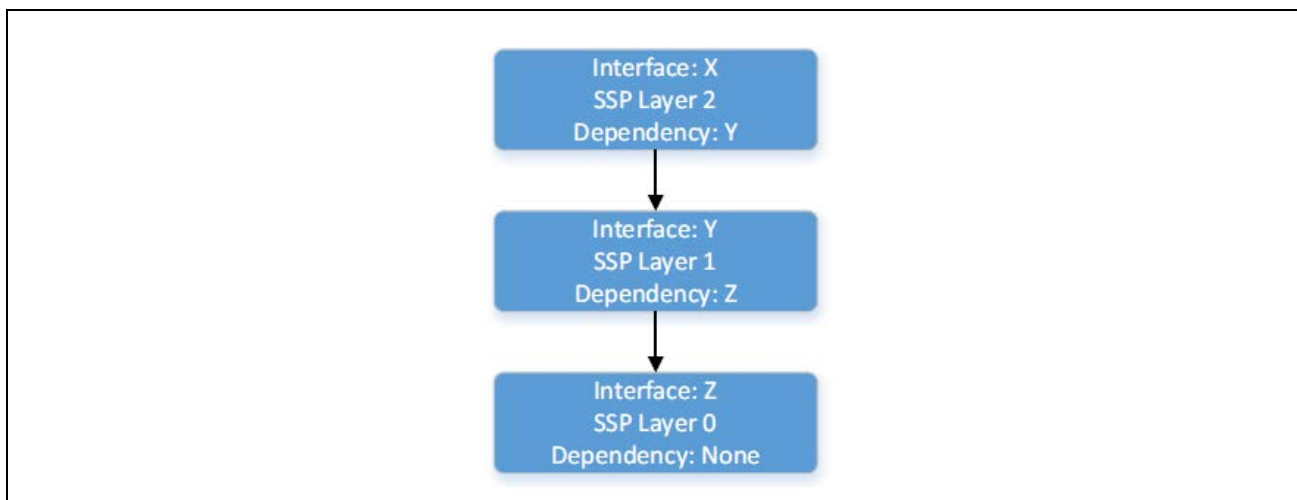 Interface: X
SSP Layer 2
Dependency: Y
Interface: Y
SSP Layer 1
Dependency: Z
Interface: Z
SSP Layer 0
Dependency: None